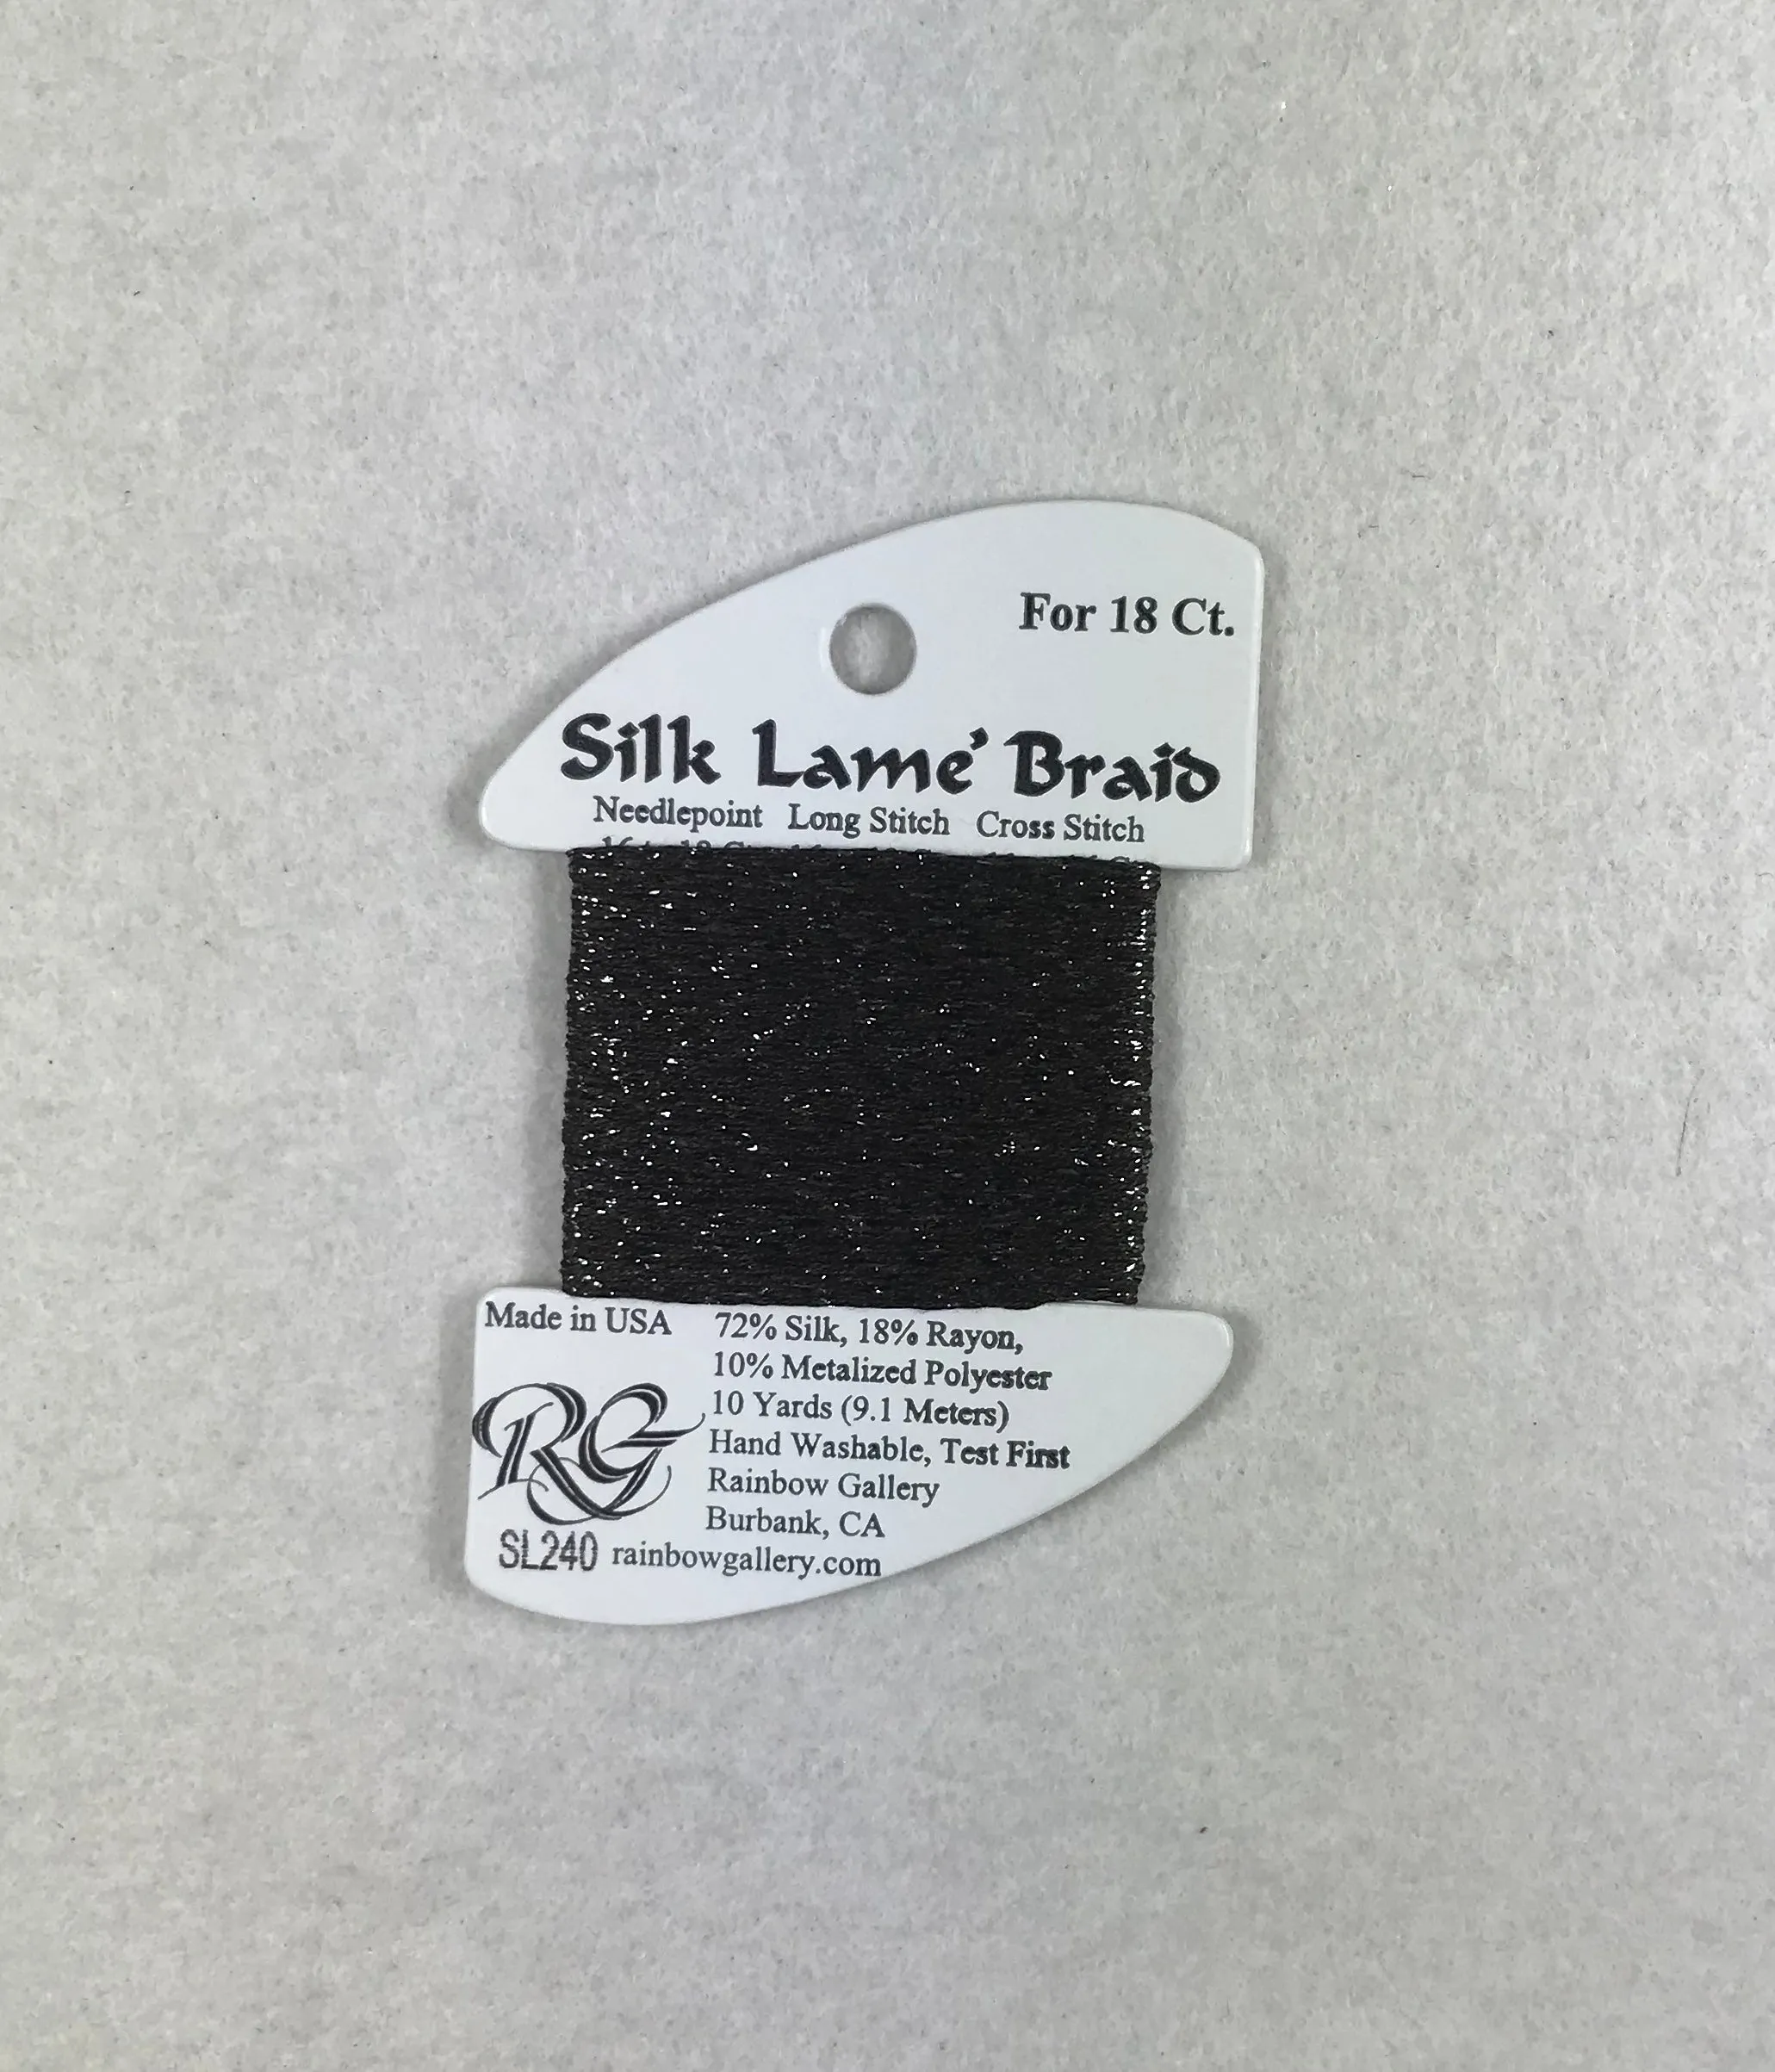 For 18 Ct.
Silk Lame' Braid
Needlepoint Long Stitch Cross Stitch
Made in USA
72% Silk, 18% Rayon,
10% Metalized Polyester
10 Yards (9.1 Meters)
Hand Washable, Test First
Rainbow Gallery
Burbank, CA
RG
SL240 rainbowgallery.com